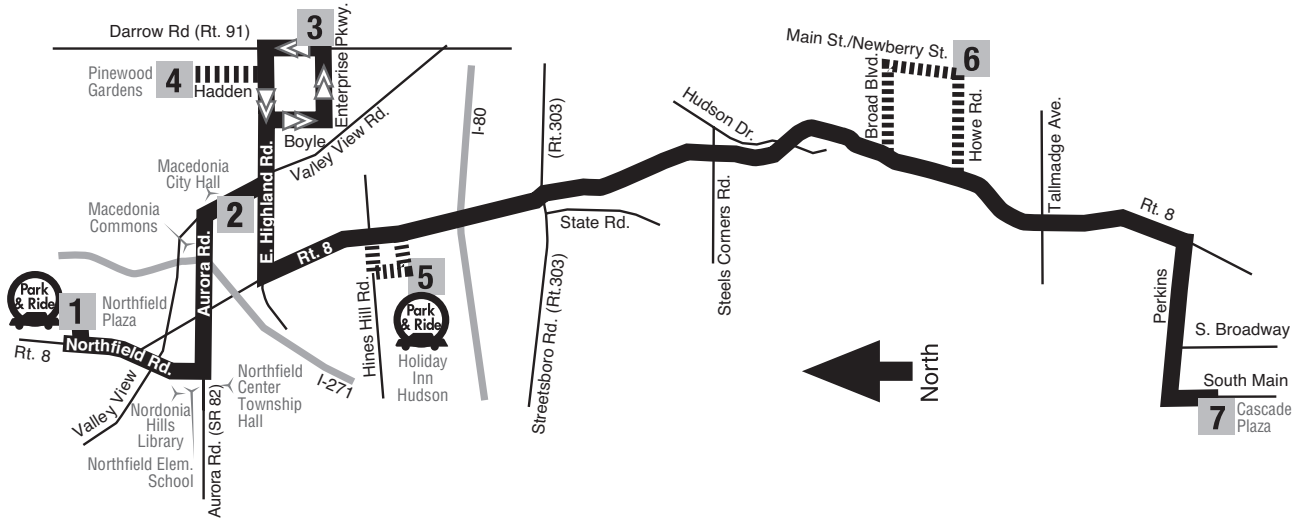 Darrow Rd (Rt. 91)
3
Enterprise Pkwy.
Pinewood
Gardens
4
Hadden
Boyle
Valley View Rd.
E. Highland Rd.
Macedonia
City Hall
Macedonia
Commons
2
Aurora Rd.
Park
& Ride
1
Northfield
Plaza
Rt. 8
Northfield Rd.
Valley View
Nordonia
Hills
Library
Northfield Elem.
School
Aurora Rd. (SR 82)
Northfield
Center
Township
Hall
I-271
Rt. 8
Hines Hill Rd.
5
Park
& Ride
Holiday
Inn
Hudson
I-80
(Rt.303)
State Rd.
Streetsboro Rd. (Rt.303)
Hudson Dr.
Steels Corners Rd.
Main St./Newberry St.
6
Broad Blvd.
Howe Rd.
Tallmadge Ave.
Rt. 8
Perkins
S. Broadway
South Main
7
Cascade
Plaza
North